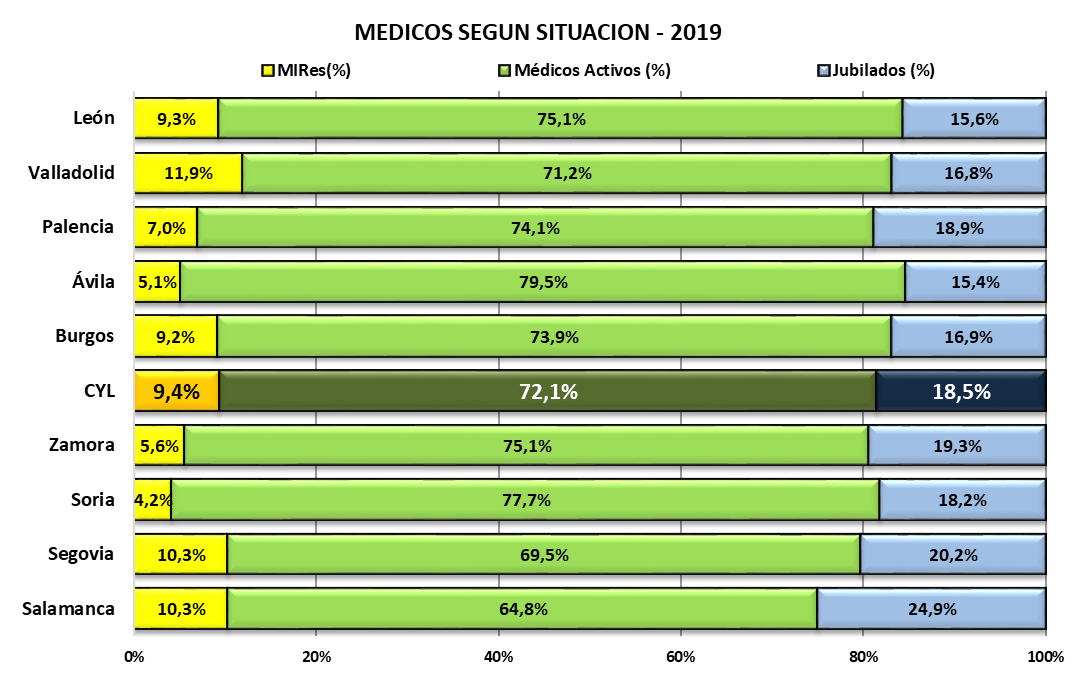 MEDICOS SEGUN SITUACION - 2019
MIRes(%) Médicos Activos (%) Jubilados (%)
León 9,3% 75,1% 15,6%
Valladolid 11,9% 71,2% 16,8%
Palencia 7,0% 74,1% 18,9%
Ávila 5,1% 79,5% 15,4%
Burgos 9,2% 73,9% 16,9%
CYL 9,4% 72,1% 18,5%
Zamora 5,6% 75,1% 19,3%
Soria 4,2% 77,7% 18,2%
Segovia 10,3% 69,5% 20,2%
Salamanca 10,3% 64,8% 24,9%
0% 20% 40% 60% 80% 100%